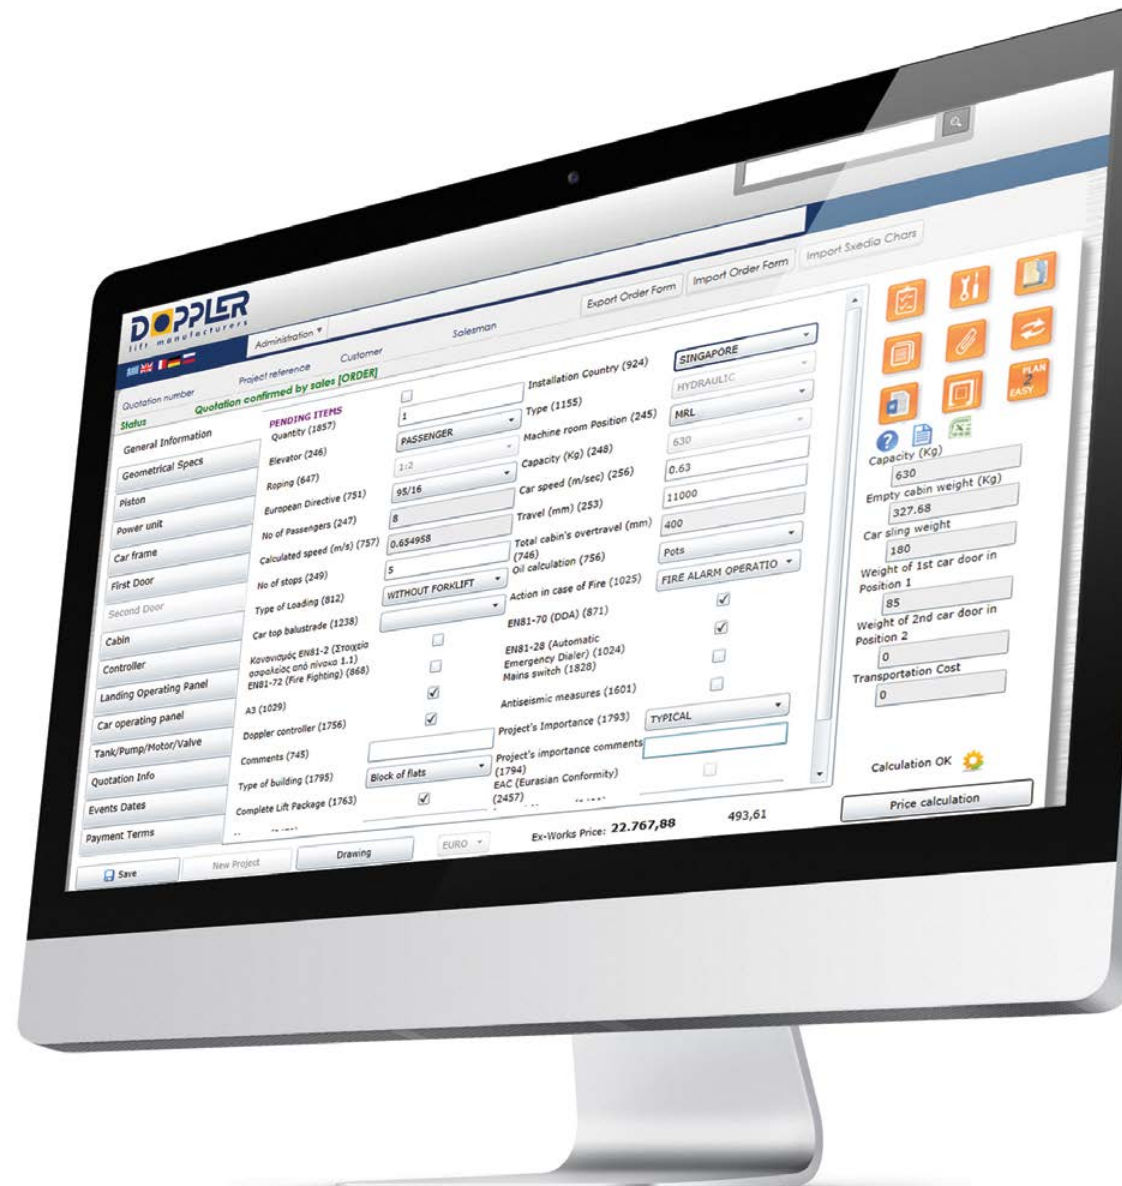 DOPPLER
lift manufacturers
Administration
Export Order Form
Import Order Form
Import Sxedia Chars
Quotation number
Project reference
Customer
Salesman
Status
Quotation confirmed by sales [ORDER]
General Information
Geometrical Specs
Piston
Power unit
Car frame
First Door
Second Door
Cabin
Controller
Landing Operating Panel
Car operating panel
Tank/Pump/Motor/Valve
Quotation Info
Events Dates
Payment Terms
PENDING ITEMS
Quantity (1857)
1
Elevator (246)
PASSENGER
Roping (647)
1:2
European Directive (751)
95/16
No of Passengers (247)
8
Calculated speed (m/s) (757)
0.654958
No of stops (249)
5
Type of Loading (812)
WITHOUT FORKLIFT
Car top balustrade (1238)
Κανονισμός EN81-2 (Στοιχεία
ασφαλείας από πίνακα 1.1)
EN81-72 (Fire Fighting) (868)
A3 (1029)
Doppler controller (1756)
Comments (745)
Type of building (1795)
Block of flats
Complete Lift Package (1763)
Installation Country (924)
SINGAPORE
Type (1155)
HYDRAULIC
Machine room Position (245)
MRL
Capacity (Kg) (248)
630
Car speed (m/sec) (256)
0.63
Travel (mm) (253)
11000
Total cabin's overtravel (mm)
(746)
400
Oil calculation (756)
Pots
Action in case of Fire (1025)
FIRE ALARM OPERATIO
EN81-70 (DDA) (871)
EN81-28 (Automatic
Emergency Dialer) (1024)
Mains switch (1828)
Antiseismic measures (1601)
Project's Importance (1793)
TYPICAL
Project's importance comments
(1794)
EAC (Eurasian Conformity)
(2457)
PLAN
2
EASY
Capacity (Kg)
630
Empty cabin weight (Kg)
327.68
Car sling weight
180
Weight of 1st car door in
Position 1
85
Weight of 2nd car door in
Position 2
0
Transportation Cost
0
Calculation OK
Price calculation
Save
New Project
Drawing
EURO
Ex-Works Price: 22.767,88
493,61